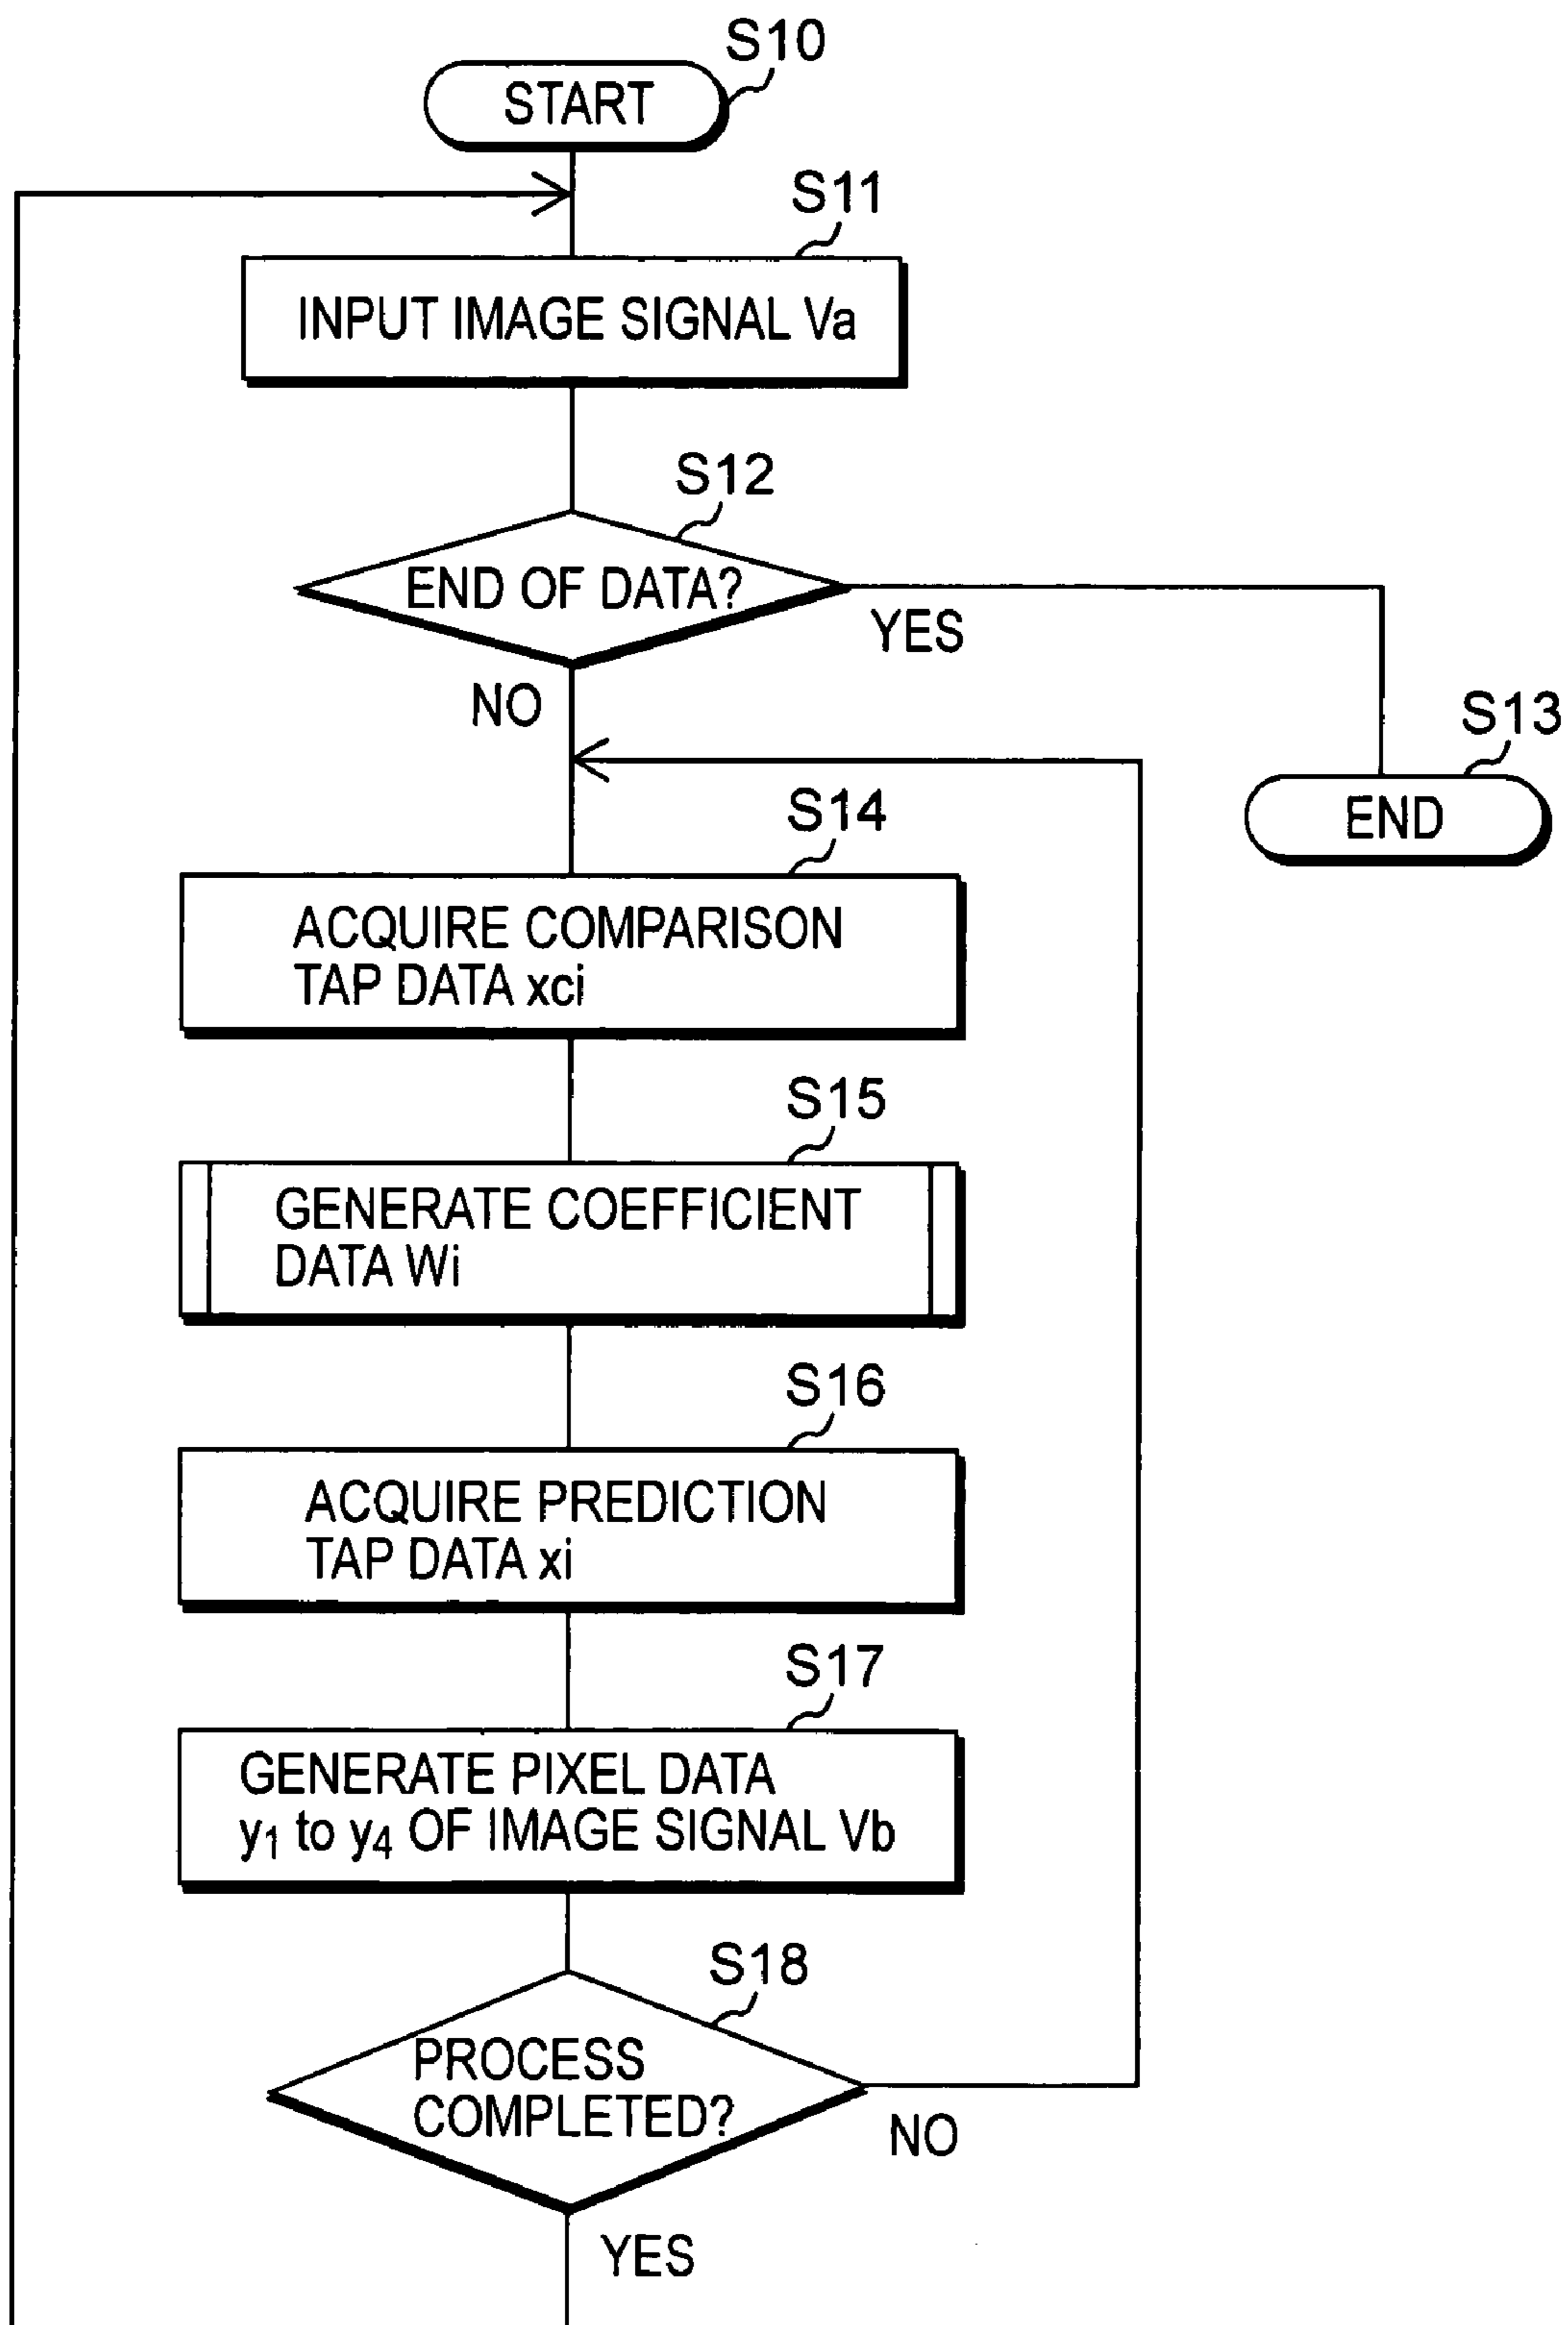 S10
START
S11
INPUT IMAGE SIGNAL Va
S12
END OF DATA?
YES
NO
S13
END
S14
ACQUIRE COMPARISON
TAP DATA xci
S15
GENERATE COEFFICIENT
DATA Wi
S16
ACQUIRE PREDICTION
TAP DATA xi
S17
GENERATE PIXEL DATA
y₁ to y₄ OF IMAGE SIGNAL Vb
S18
PROCESS
COMPLETED?
NO
YES